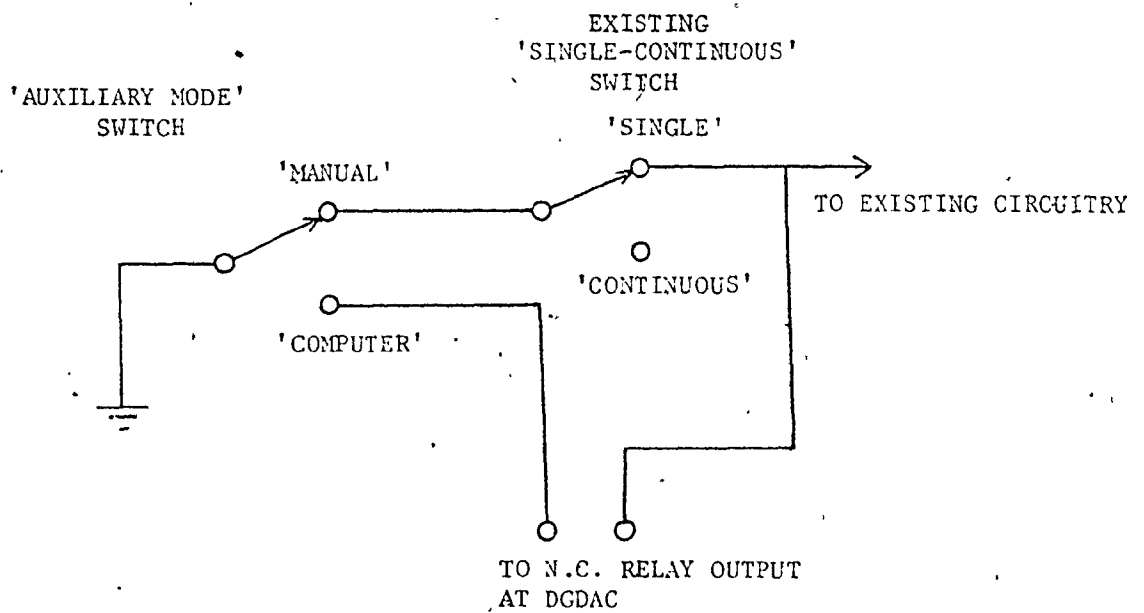 EXISTING
'SINGLE-CONTINUOUS'
SWITCH
'AUXILIARY MODE'
SWITCH
'SINGLE'
'MANUAL'
TO EXISTING CIRCUITRY
'CONTINUOUS'
'COMPUTER'
TO N.C. RELAY OUTPUT
AT DGDAC